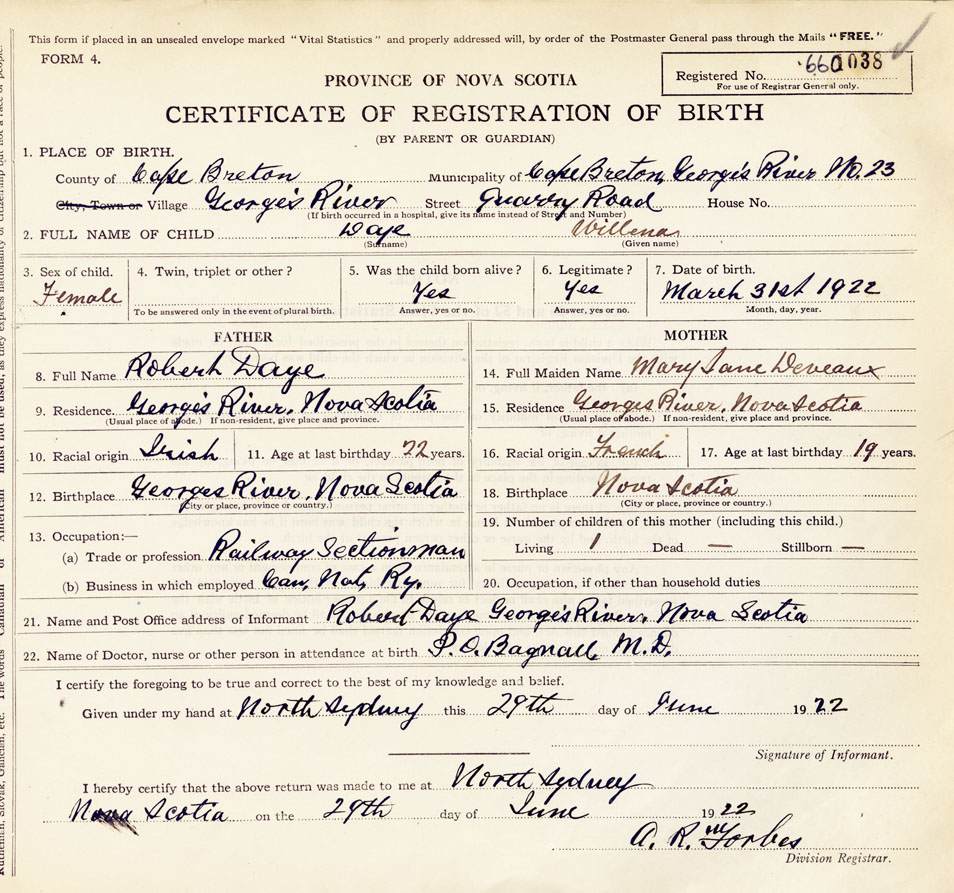 This form if placed in an unsealed envelope marked "Vital Statistics" and properly addressed will, by order of the Postmaster General pass through the Mails "FREE."
FORM 4.
Registered No. 660 1038
For use of Registrar General only.
PROVINCE OF NOVA SCOTIA
CERTIFICATE OF REGISTRATION OF BIRTH
(BY PARENT OR GUARDIAN)
1. PLACE OF BIRTH.
County of Cape Breton Municipality of Cape Breton, George's River No. 23
City, Town or Village George's River Street Quarry Road House No.
(If birth occurred in a hospital, give its name instead of Street and Number)
2. FULL NAME OF CHILD Daye Willena
(Surname) (Given name)
3. Sex of child. 4. Twin, triplet or other? 5. Was the child born alive? 6. Legitimate? 7. Date of birth.
Female Yes Yes March 31st 1922
To be answered only in the event of plural birth. Answer, yes or no. Answer, yes or no. Month, day, year.
FATHER
8. Full Name Robert Daye
9. Residence George's River, Nova Scotia
(Usual place of abode.) If non-resident, give place and province.
10. Racial origin Irish 11. Age at last birthday 22 years.
12. Birthplace Georges River, Nova Scotia
(City or place, province or country.)
13. Occupation:—
(a) Trade or profession Railway Sectionman
(b) Business in which employed Can, Nat, Ry.
MOTHER
14. Full Maiden Name Mary Jane Deveaux
15. Residence Georges River, Nova Scotia
(Usual place of abode.) If non-resident, give place and province.
16. Racial origin French 17. Age at last birthday 19 years.
18. Birthplace Nova Scotia
(City or place, province or country.)
19. Number of children of this mother (including this child.)
Living 1 Dead — Stillborn —
20. Occupation, if other than household duties
21. Name and Post Office address of Informant Robert Daye George's River, Nova Scotia
22. Name of Doctor, nurse or other person in attendance at birth P. O. Bagnall M.D.
I certify the foregoing to be true and correct to the best of my knowledge and belief.
Given under my hand at North Sydney this 29th day of June 1922
Signature of Informant.
I hereby certify that the above return was made to me at North Sydney
Nova Scotia on the 29th day of June 1922
A. R. Forbes
Division Registrar.